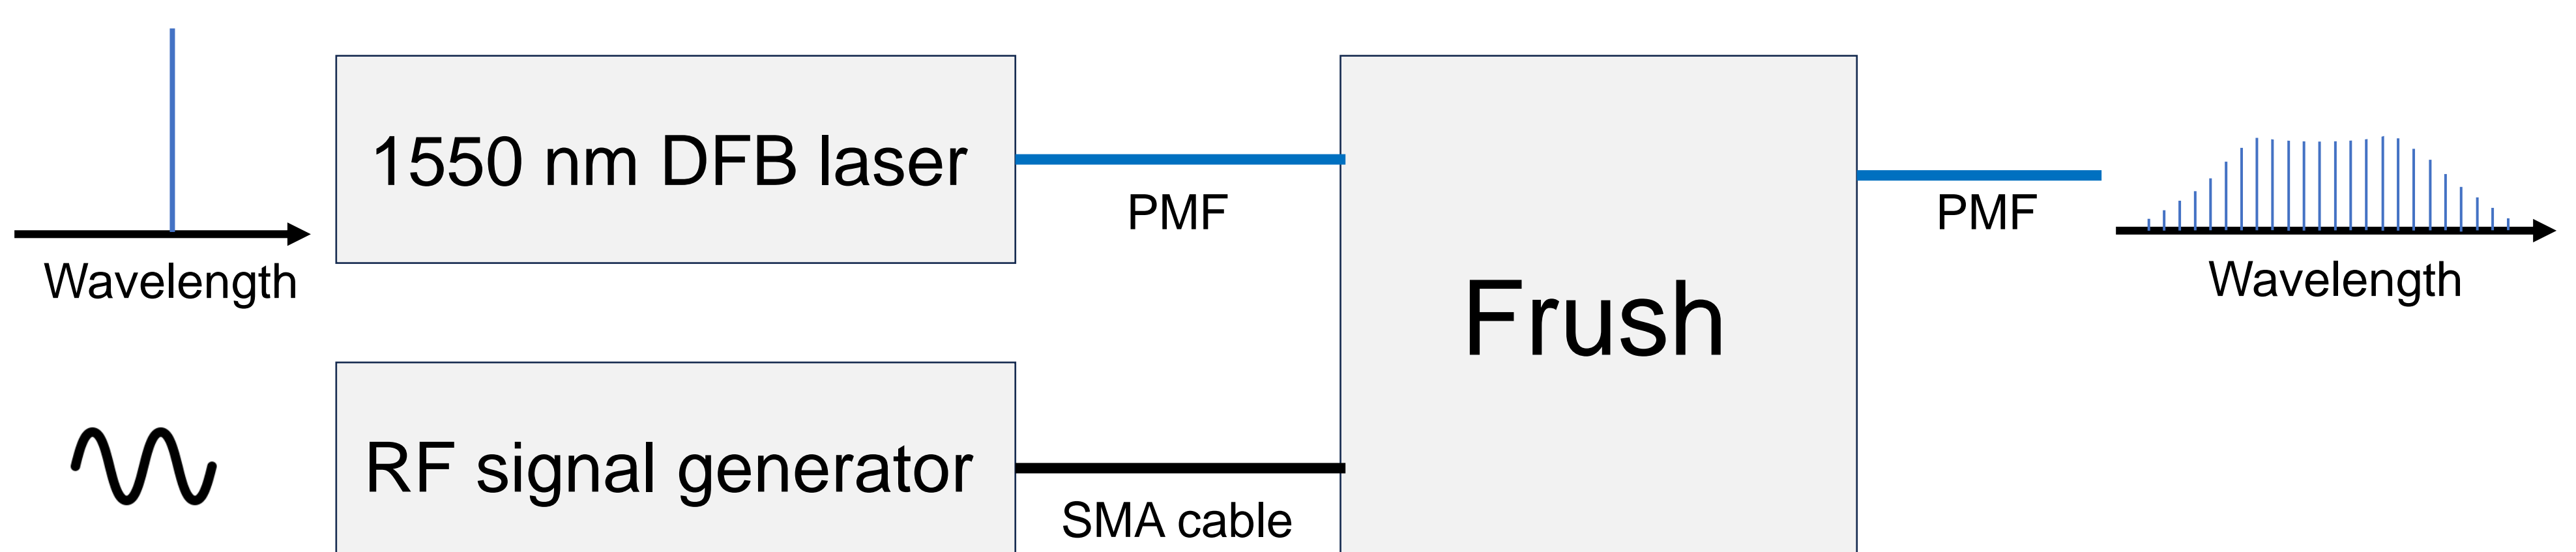 1550 nm DFB laser
PMF
PMF
Wavelength
Wavelength
Frush
RF signal generator
SMA cable